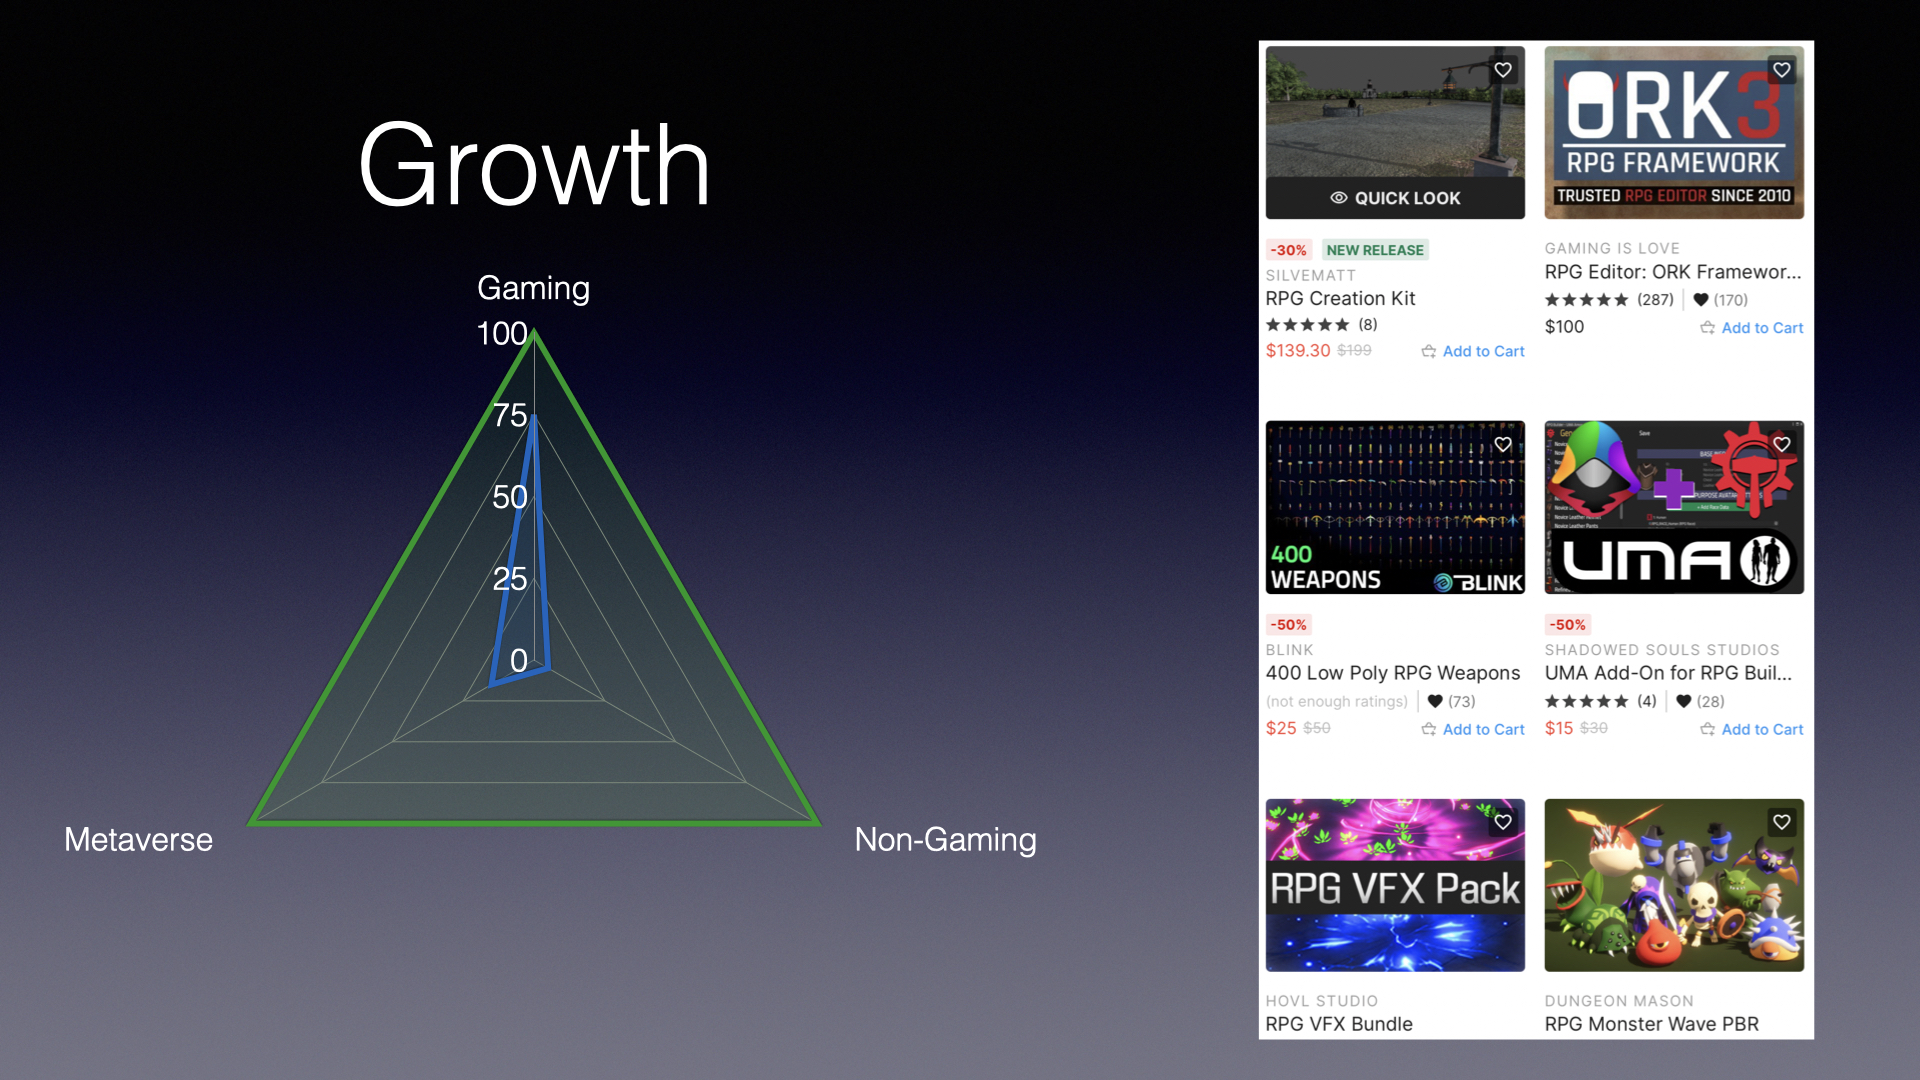 Growth
Gaming
100
75
50
25
0
Metaverse
Non-Gaming
QUICK LOOK
-30% NEW RELEASE
SILVEMATT
RPG Creation Kit
(8)
$139.30 $199 Add to Cart
ORK3
RPG FRAMEWORK
TRUSTED RPG EDITOR SINCE 2010
GAMING IS LOVE
RPG Editor: ORK Framewor...
(287) (170)
$100 Add to Cart
400
WEAPONS
BLINK
-50%
BLINK
400 Low Poly RPG Weapons
(not enough ratings) (73)
$25 $50 Add to Cart
Save
UMA
-50%
SHADOWED SOULS STUDIOS
UMA Add-On for RPG Buil...
(4) (28)
$15 $30 Add to Cart
RPG VFX Pack
HOVL STUDIO
RPG VFX Bundle
DUNGEON MASON
RPG Monster Wave PBR